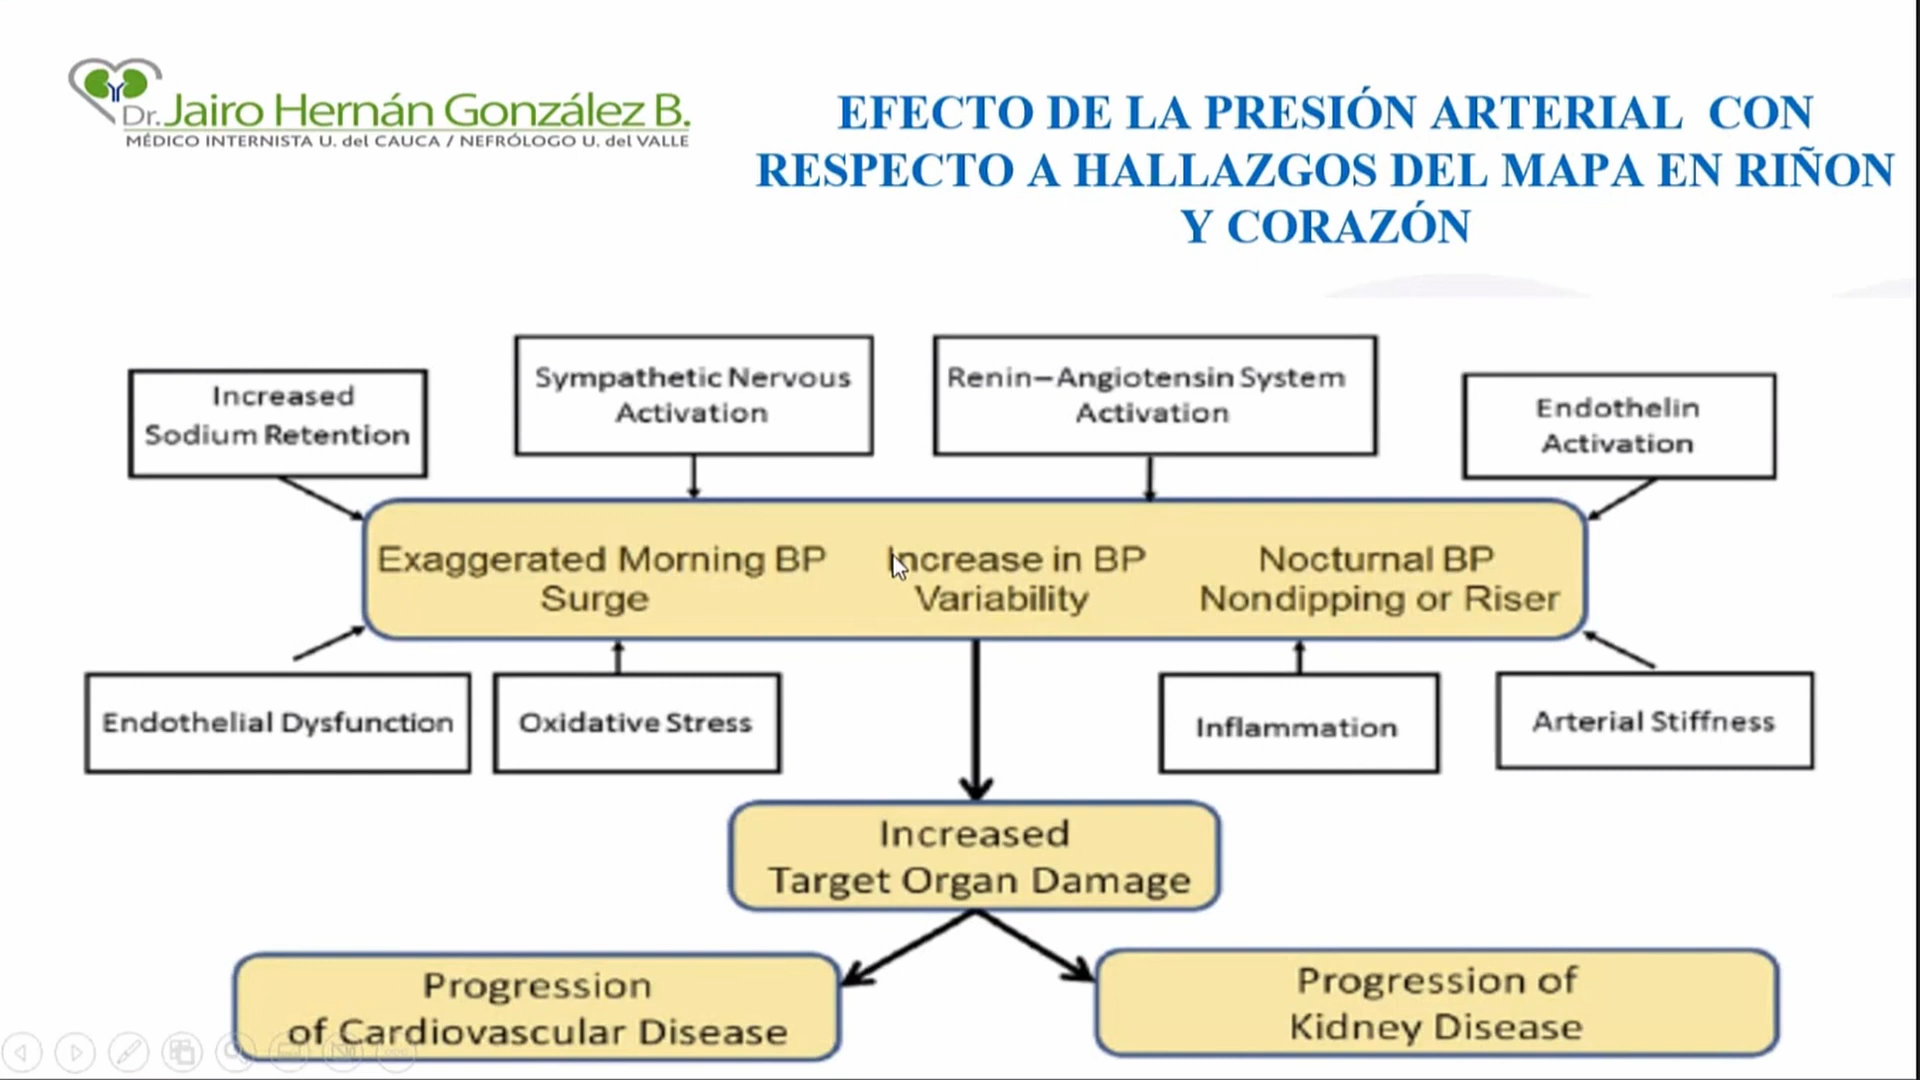 Dr. Jairo Hernán González B.
MÉDICO INTERNISTA U. del CAUCA / NEFRÓLOGO U. del VALLE
EFECTO DE LA PRESIÓN ARTERIAL CON
RESPECTO A HALLAZGOS DEL MAPA EN RIÑON
Y CORAZÓN
Increased
Sodium Retention
Sympathetic Nervous
Activation
Renin–Angiotensin System
Activation
Endothelin
Activation
Exaggerated Morning BP
Surge
Increase in BP
Variability
Nocturnal BP
Nondipping or Riser
Endothelial Dysfunction
Oxidative Stress
Inflammation
Arterial Stiffness
Increased
Target Organ Damage
Progression
of Cardiovascular Disease
Progression of
Kidney Disease